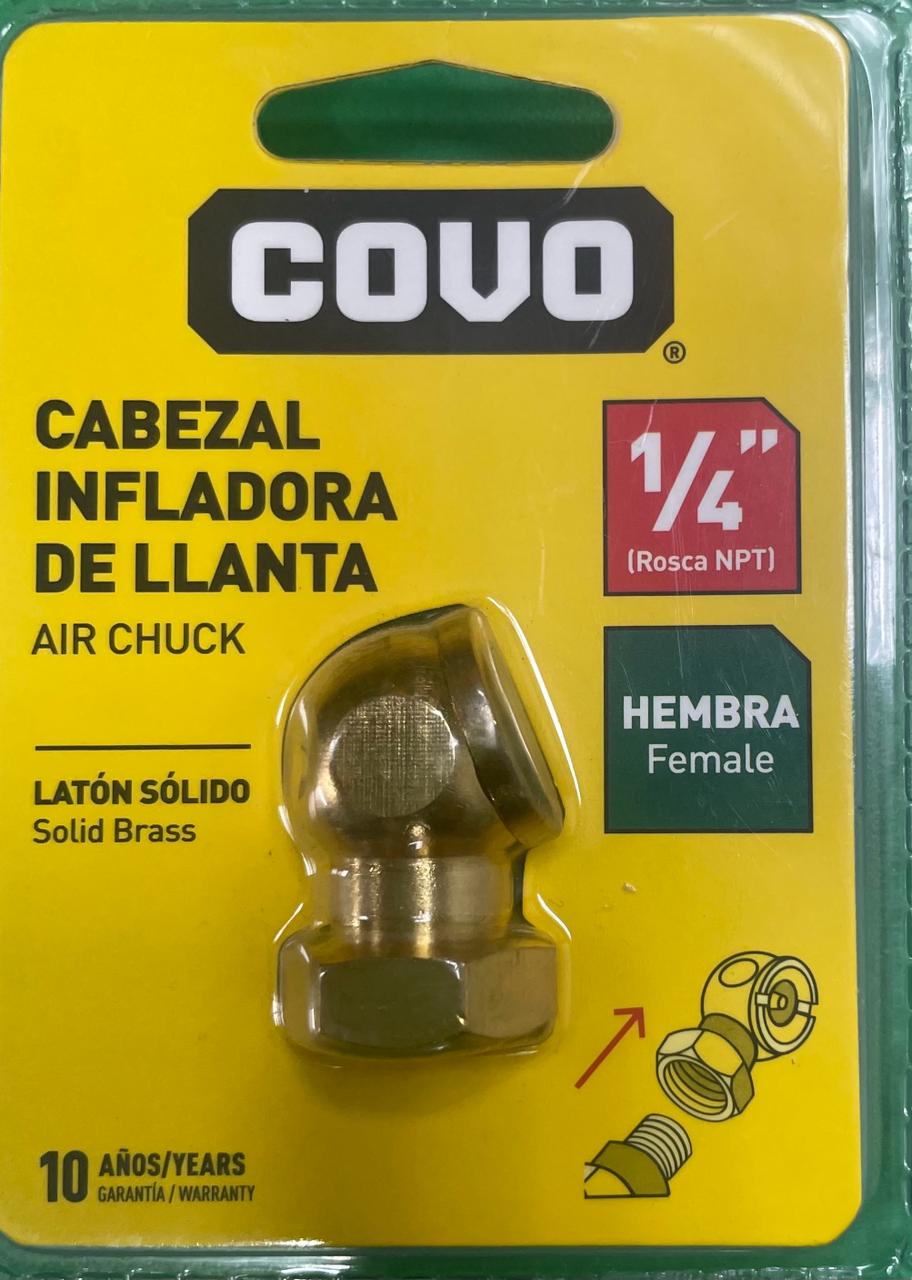 COVO
®
CABEZAL
INFLADORA
DE LLANTA
AIR CHUCK
1/4"
(Rosca NPT)
HEMBRA
Female
LATÓN SÓLIDO
Solid Brass
10 AÑOS/YEARS
GARANTÍA / WARRANTY